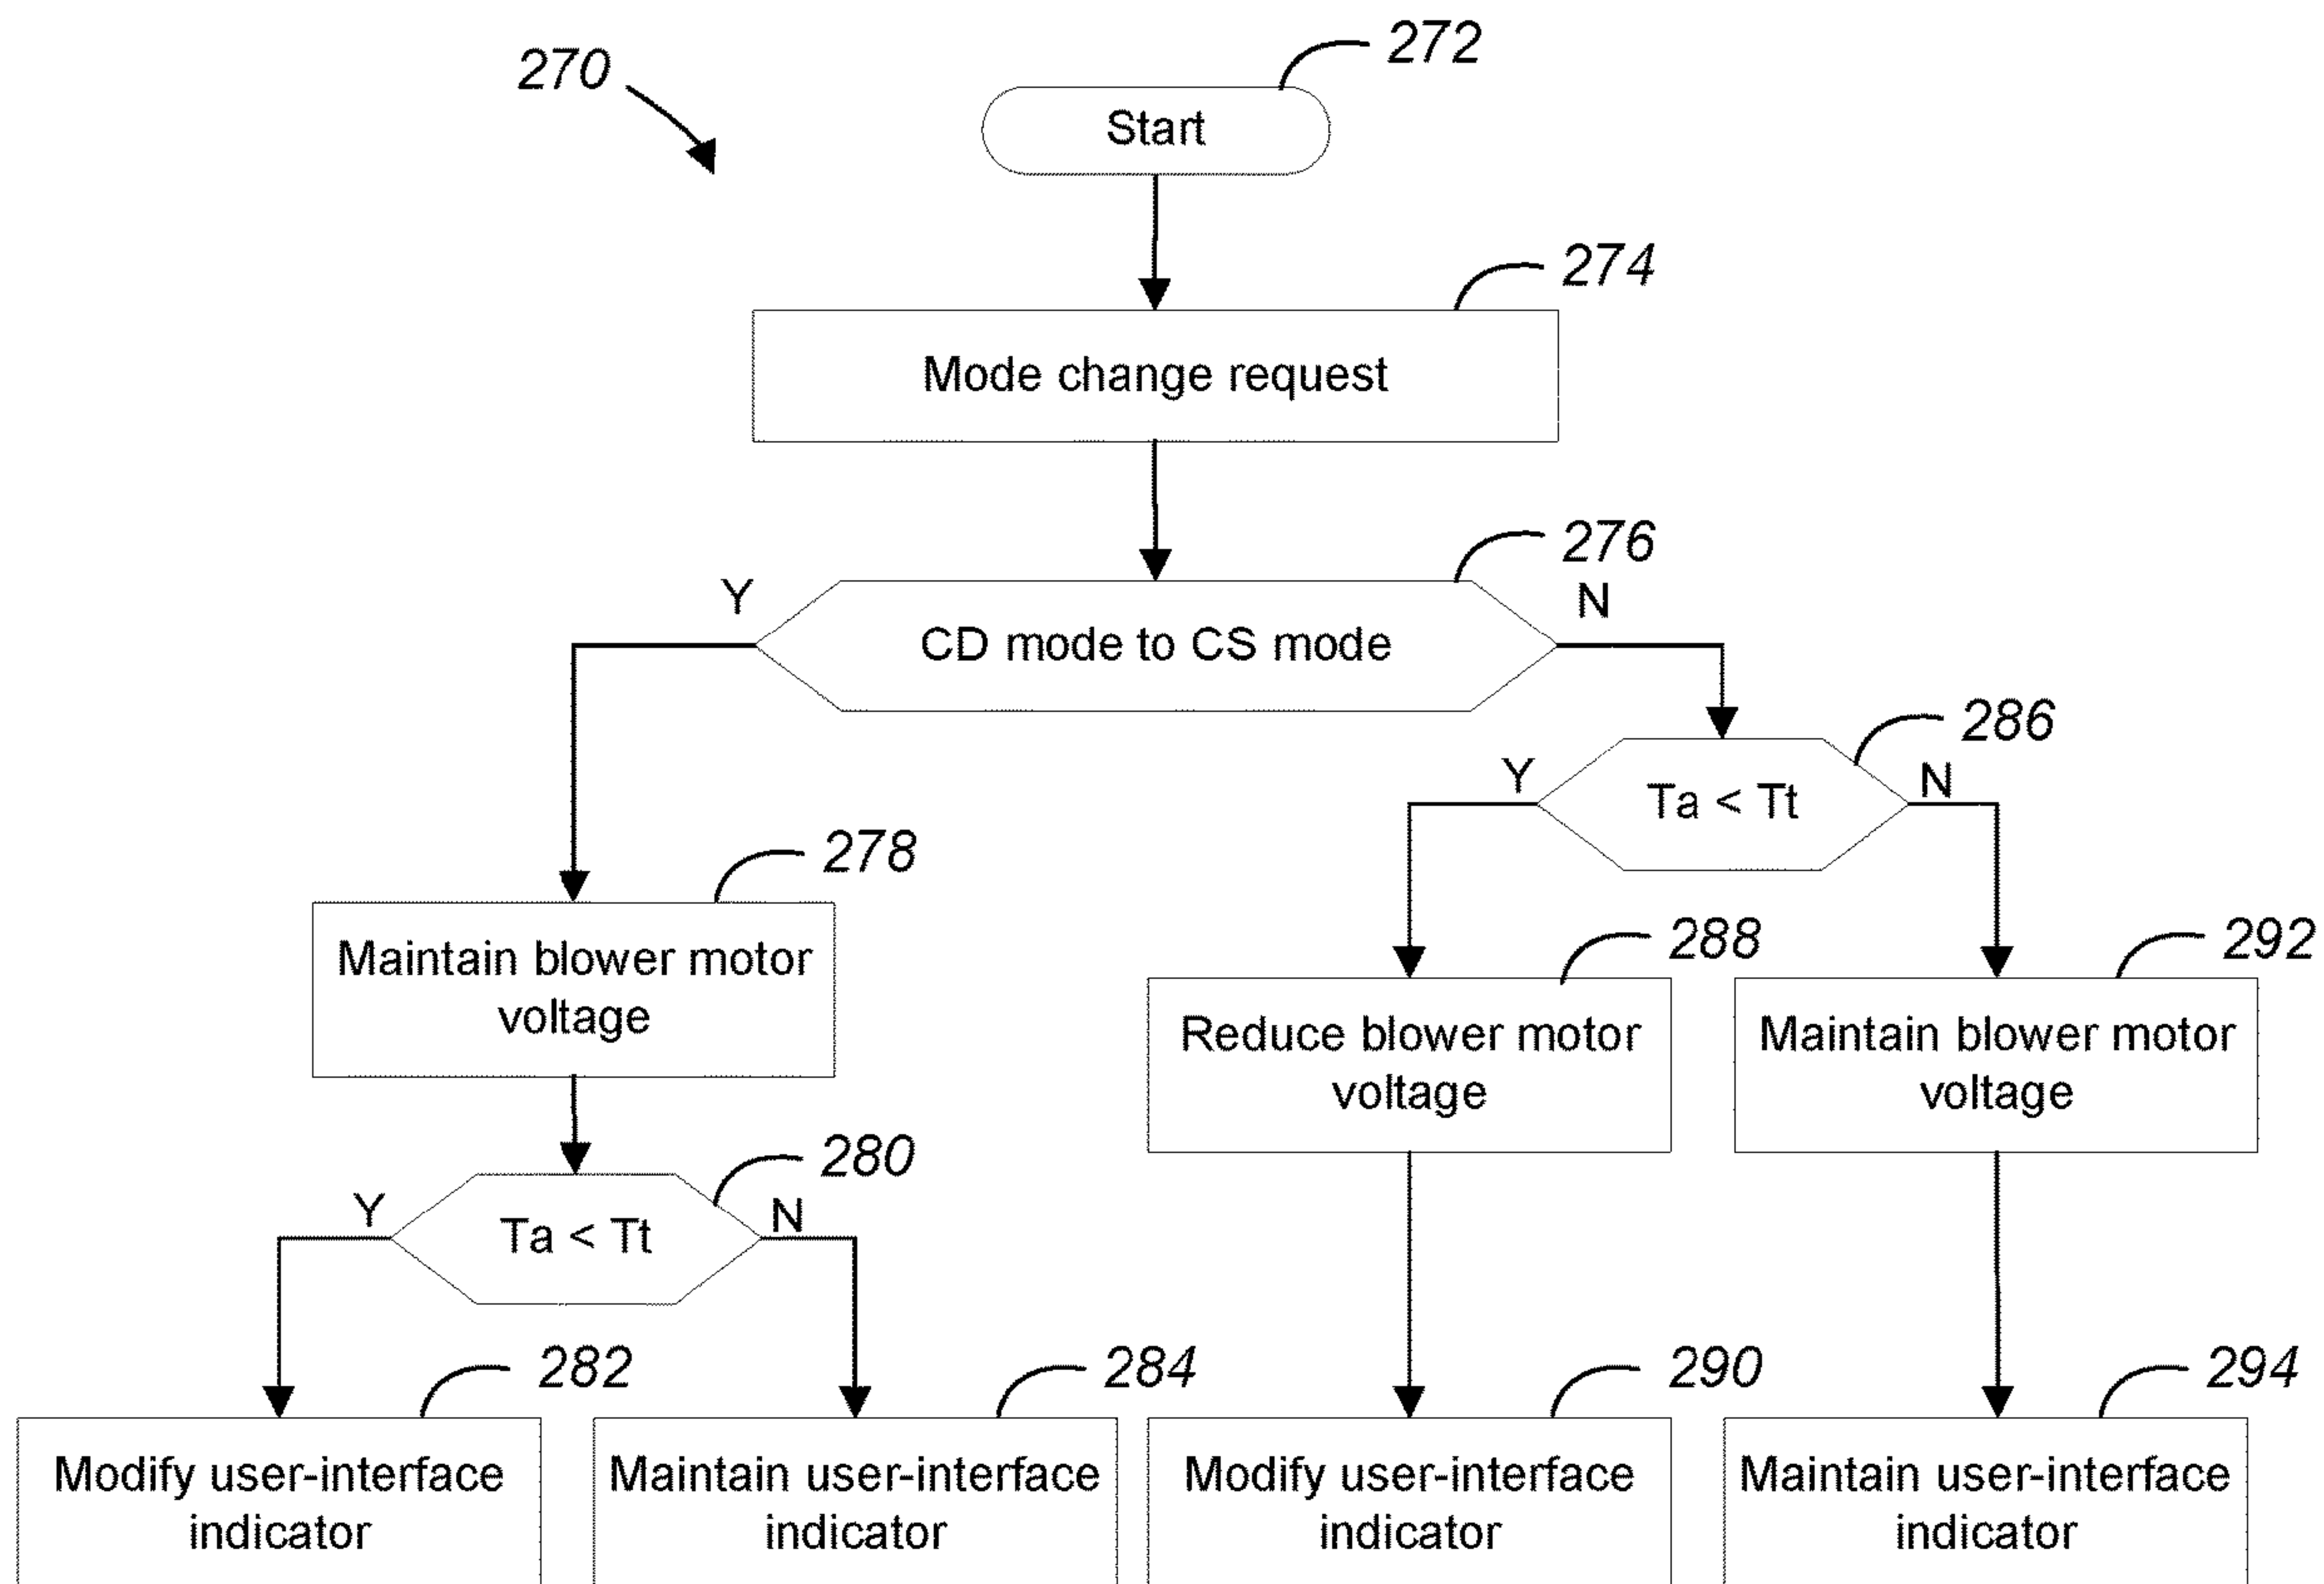 270
272
Start
274
Mode change request
276
Y
N
CD mode to CS mode
286
Y
N
Ta < Tt
278
Maintain blower motor
voltage
288
Reduce blower motor
voltage
292
Maintain blower motor
voltage
280
Y
N
Ta < Tt
282
Modify user-interface
indicator
284
Maintain user-interface
indicator
290
Modify user-interface
indicator
294
Maintain user-interface
indicator